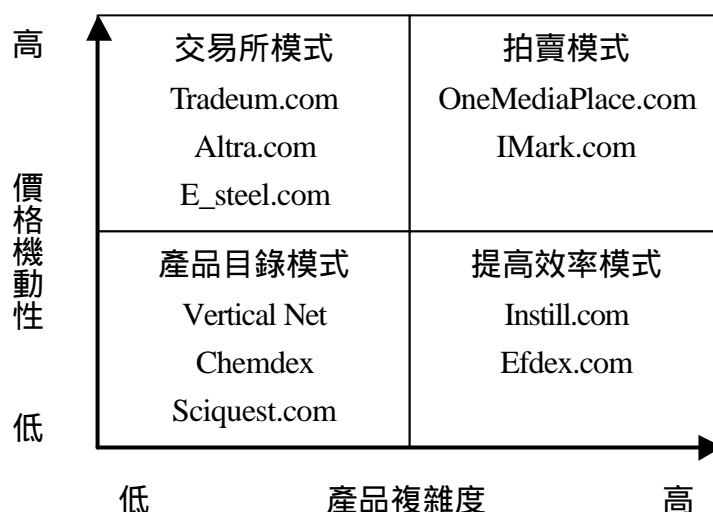 高
交易所模式
Tradeum.com
Altra.com
E_steel.com
拍賣模式
OneMediaPlace.com
IMark.com
價格機動性
產品目錄模式
Vertical Net
Chemdex
Sciquest.com
提高效率模式
Instill.com
Efdex.com
低
低
產品複雜度
高